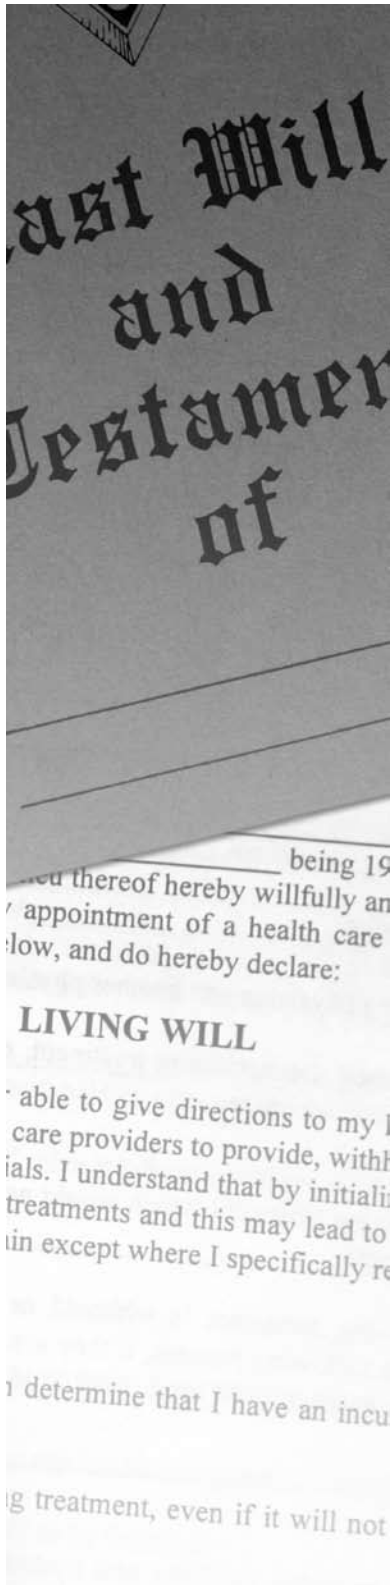 ast Will
and
Testamen
of
being 19
thereof hereby willfully an
appointment of a health care
low, and do hereby declare:
LIVING WILL
able to give directions to my
care providers to provide, withh
ials. I understand that by initiali
treatments and this may lead to
in except where I specifically re
determine that I have an incu
g treatment, even if it will not